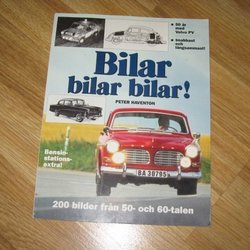 • 50 år
med
Volvo PV
• Snabbast
och
långsammast!
Bilar
bilar bilar!
PETER HAVENTON
Bensin-
stations-
extra!
BA 30795
200 bilder från 50- och 60-talen